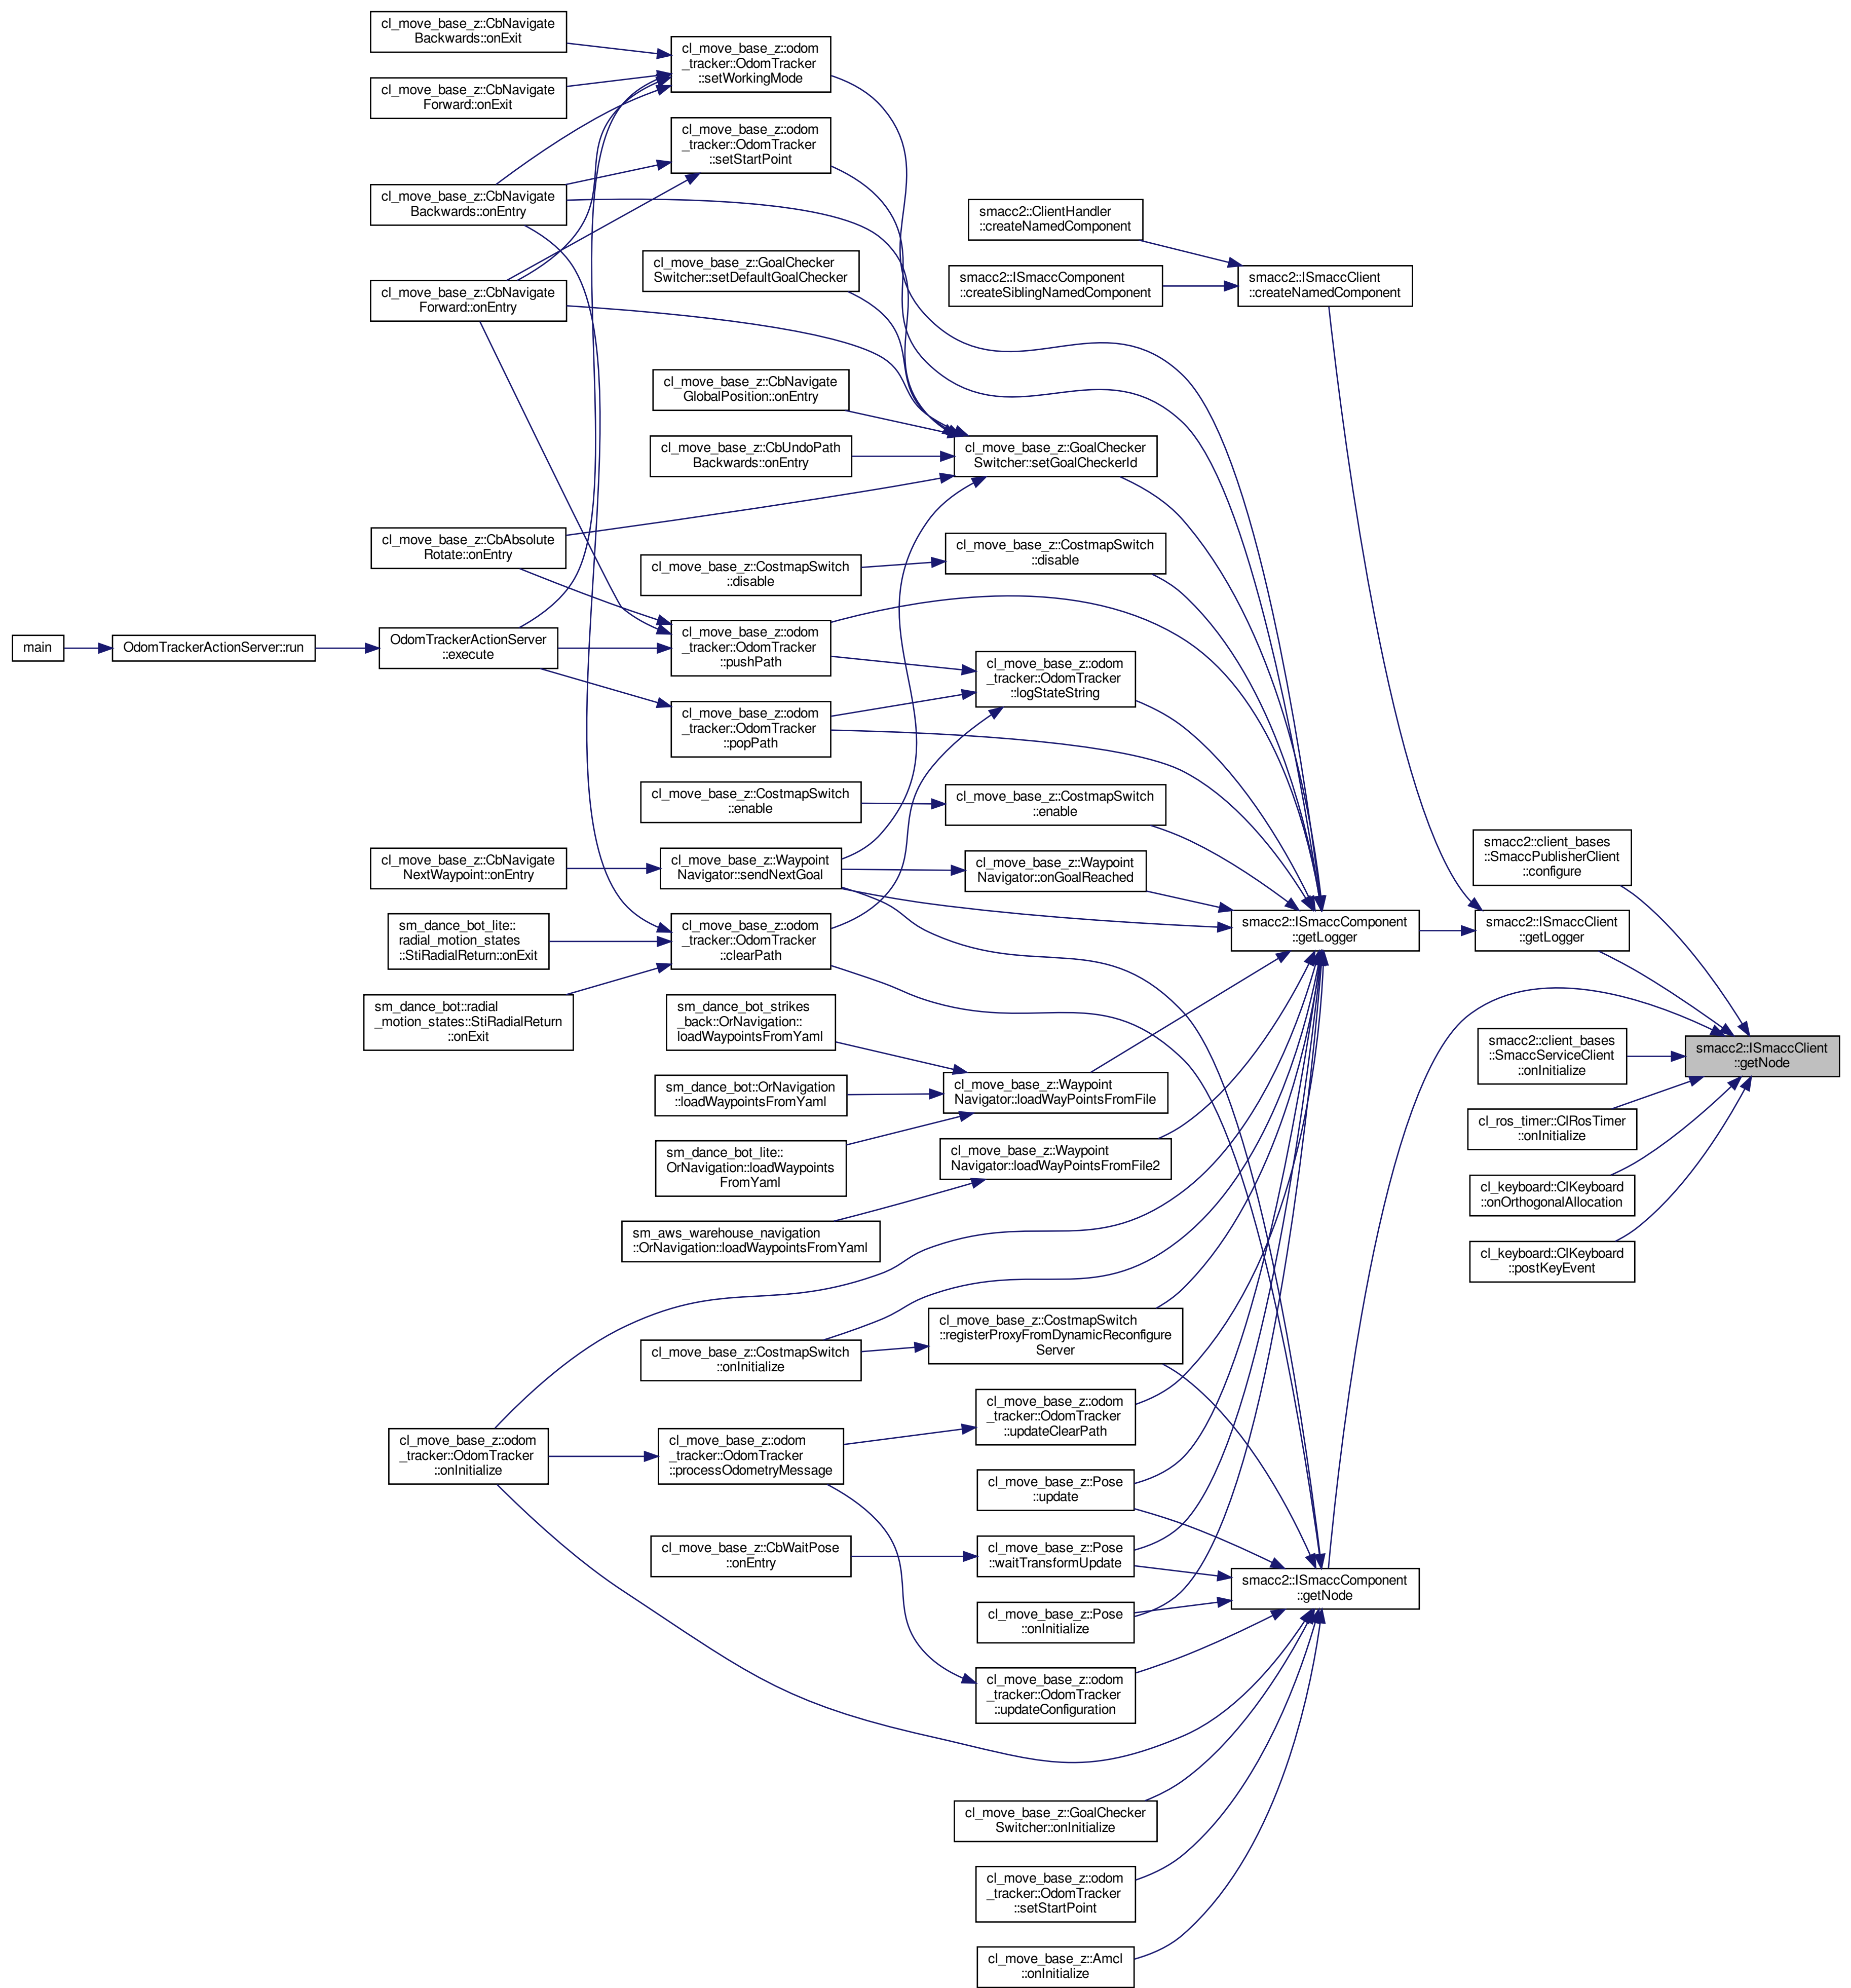 cl_move_base_z::CbNavigate
Backwards::onExit
cl_move_base_z::CbNavigate
Forward::onExit
cl_move_base_z::CbNavigate
Backwards::onEntry
cl_move_base_z::CbNavigate
Forward::onEntry
cl_move_base_z::CbAbsolute
Rotate::onEntry
main
OdomTrackerActionServer::run
OdomTrackerActionServer
::execute
cl_move_base_z::CbNavigate
NextWaypoint::onEntry
sm_dance_bot_lite::
radial_motion_states
::StiRadialReturn::onExit
sm_dance_bot::radial
_motion_states::StiRadialReturn
::onExit
cl_move_base_z::odom
_tracker::OdomTracker
::onInitialize
cl_move_base_z::odom
_tracker::OdomTracker
::setWorkingMode
cl_move_base_z::odom
_tracker::OdomTracker
::setStartPoint
cl_move_base_z::GoalChecker
Switcher::setDefaultGoalChecker
cl_move_base_z::CbNavigate
GlobalPosition::onEntry
cl_move_base_z::CbUndoPath
Backwards::onEntry
cl_move_base_z::CostmapSwitch
::disable
cl_move_base_z::odom
_tracker::OdomTracker
::pushPath
cl_move_base_z::odom
_tracker::OdomTracker
::popPath
cl_move_base_z::CostmapSwitch
::enable
cl_move_base_z::Waypoint
Navigator::sendNextGoal
cl_move_base_z::odom
_tracker::OdomTracker
::clearPath
sm_dance_bot_strikes
_back::OrNavigation::
loadWaypointsFromYaml
sm_dance_bot::OrNavigation
::loadWaypointsFromYaml
sm_dance_bot_lite::
OrNavigation::loadWaypoints
FromYaml
sm_aws_warehouse_navigation
::OrNavigation::loadWaypointsFromYaml
cl_move_base_z::CostmapSwitch
::onInitialize
cl_move_base_z::odom
_tracker::OdomTracker
::processOdometryMessage
cl_move_base_z::CbWaitPose
::onEntry
smacc2::ClientHandler
::createNamedComponent
smacc2::ISmaccComponent
::createSiblingNamedComponent
cl_move_base_z::GoalChecker
Switcher::setGoalCheckerId
cl_move_base_z::CostmapSwitch
::disable
cl_move_base_z::odom
_tracker::OdomTracker
::logStateString
cl_move_base_z::CostmapSwitch
::enable
cl_move_base_z::Waypoint
Navigator::onGoalReached
cl_move_base_z::Waypoint
Navigator::loadWayPointsFromFile
cl_move_base_z::Waypoint
Navigator::loadWayPointsFromFile2
cl_move_base_z::CostmapSwitch
::registerProxyFromDynamicReconfigure
Server
cl_move_base_z::odom
_tracker::OdomTracker
::updateClearPath
cl_move_base_z::Pose
::update
cl_move_base_z::Pose
::waitTransformUpdate
cl_move_base_z::Pose
::onInitialize
cl_move_base_z::odom
_tracker::OdomTracker
::updateConfiguration
cl_move_base_z::GoalChecker
Switcher::onInitialize
cl_move_base_z::odom
_tracker::OdomTracker
::setStartPoint
cl_move_base_z::Amcl
::onInitialize
smacc2::ISmaccClient
::createNamedComponent
smacc2::ISmaccComponent
::getLogger
smacc2::ISmaccComponent
::getNode
smacc2::client_bases
::SmaccPublisherClient
::configure
smacc2::ISmaccClient
::getLogger
smacc2::client_bases
::SmaccServiceClient
::onInitialize
cl_ros_timer::ClRosTimer
::onInitialize
cl_keyboard::ClKeyboard
::onOrthogonalAllocation
cl_keyboard::ClKeyboard
::postKeyEvent
smacc2::ISmaccClient
::getNode